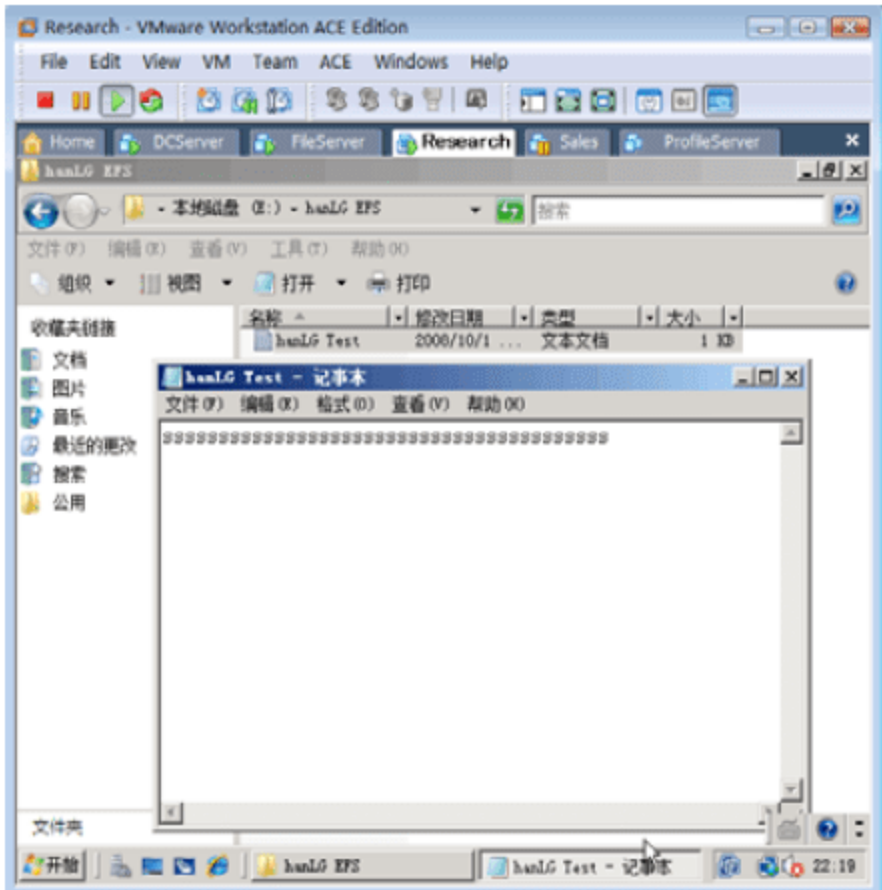 Research - VMware Workstation ACE Edition
File Edit View VM Team ACE Windows Help
Home DCServer FileServer Research Sales ProfileServer
hanLG EFS
本地磁盘 (E:) - hanLG EFS 搜索
文件(F) 编辑(E) 查看(V) 工具(T) 帮助(H)
组织 视图 打开 打印
收藏夹链接
名称 修改日期 类型 大小
hanLG Test 2008/10/1 ... 文本文档 1 KB
文档
图片
音乐
最近的更改
搜索
公用
hanLG Test - 记事本
文件(F) 编辑(E) 格式(O) 查看(V) 帮助(H)
文件夹
开始 hanLG EFS hanLG Test - 记事本 22:19